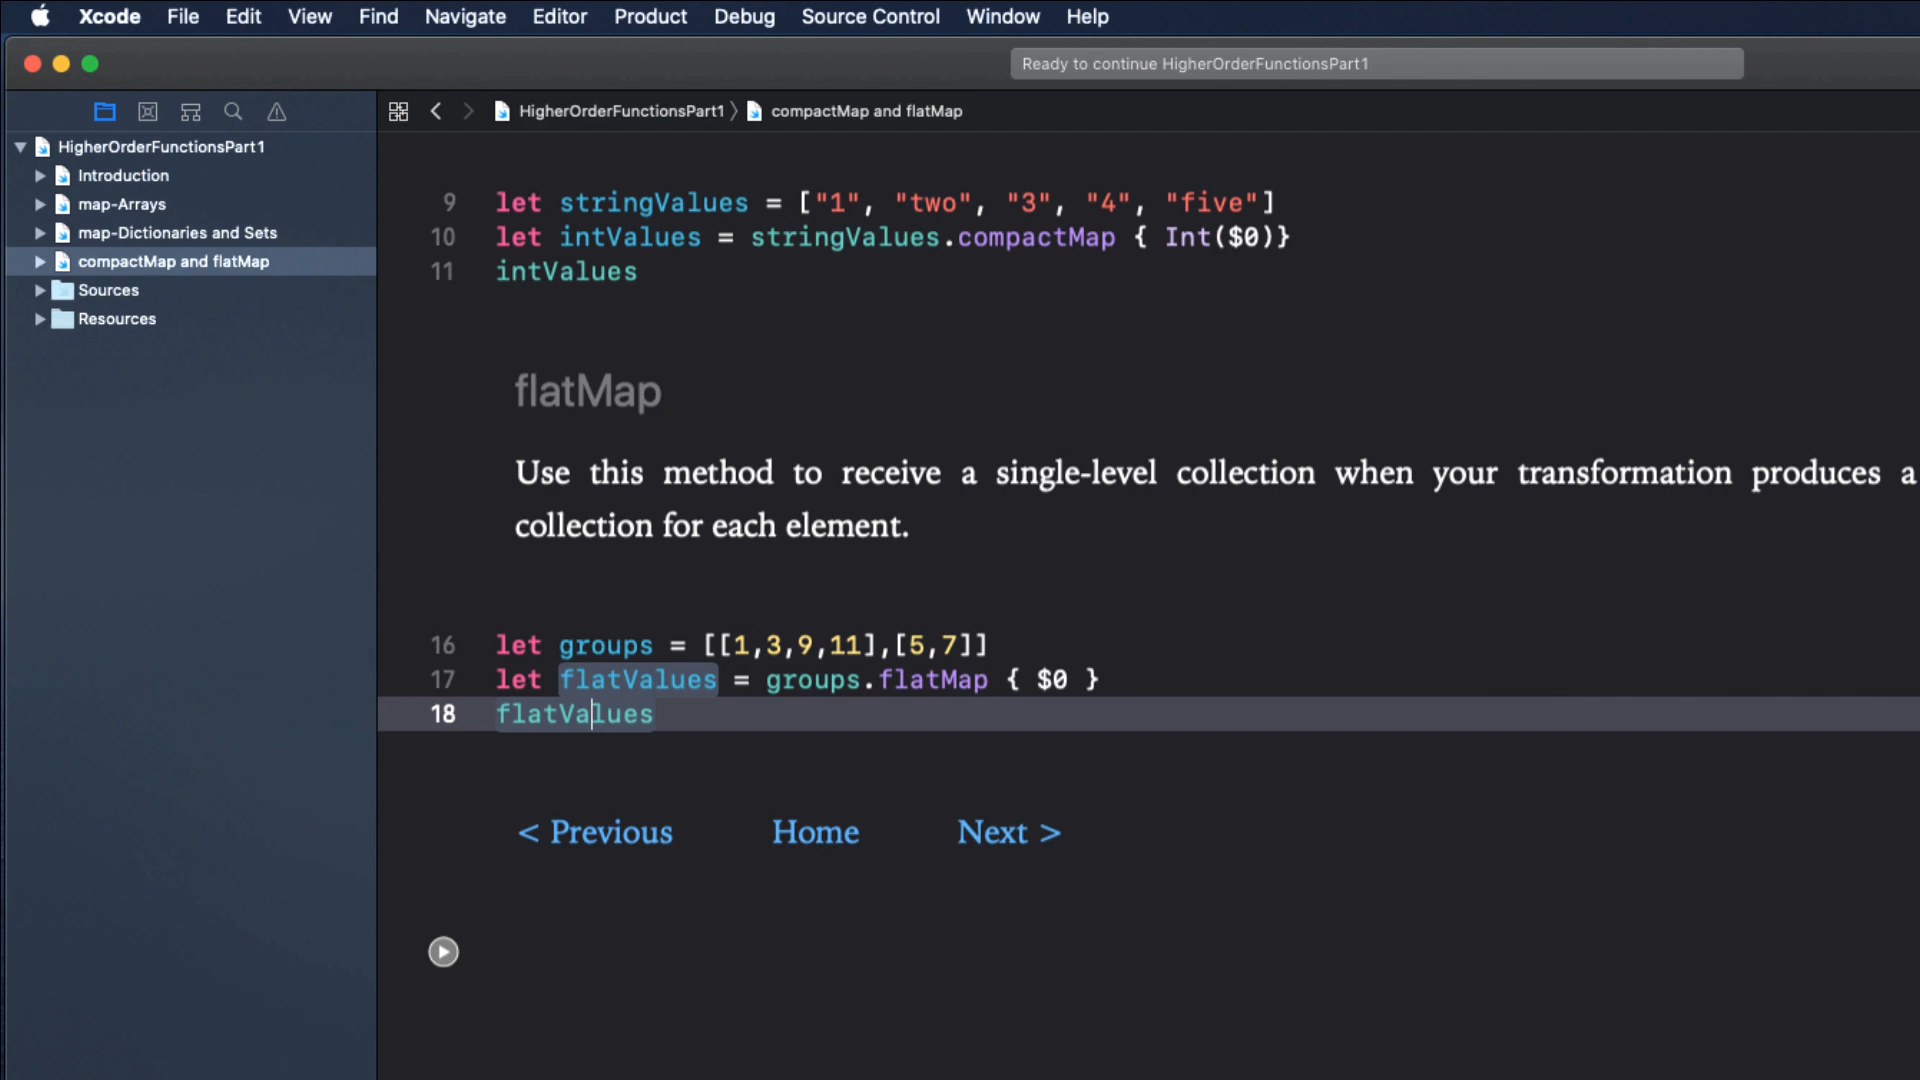 Xcode File Edit View Find Navigate Editor Product Debug Source Control Window Help
Ready to continue HigherOrderFunctionsPart1
HigherOrderFunctionsPart1 〉 compactMap and flatMap
HigherOrderFunctionsPart1
Introduction
map-Arrays
map-Dictionaries and Sets
compactMap and flatMap
Sources
Resources
9 let stringValues = ["1", "two", "3", "4", "five"]
10 let intValues = stringValues.compactMap { Int($0)}
11 intValues
flatMap
Use this method to receive a single-level collection when your transformation produces a
collection for each element.
16 let groups = [[1,3,9,11],[5,7]]
17 let flatValues = groups.flatMap { $0 }
18 flatValues
< Previous Home Next >